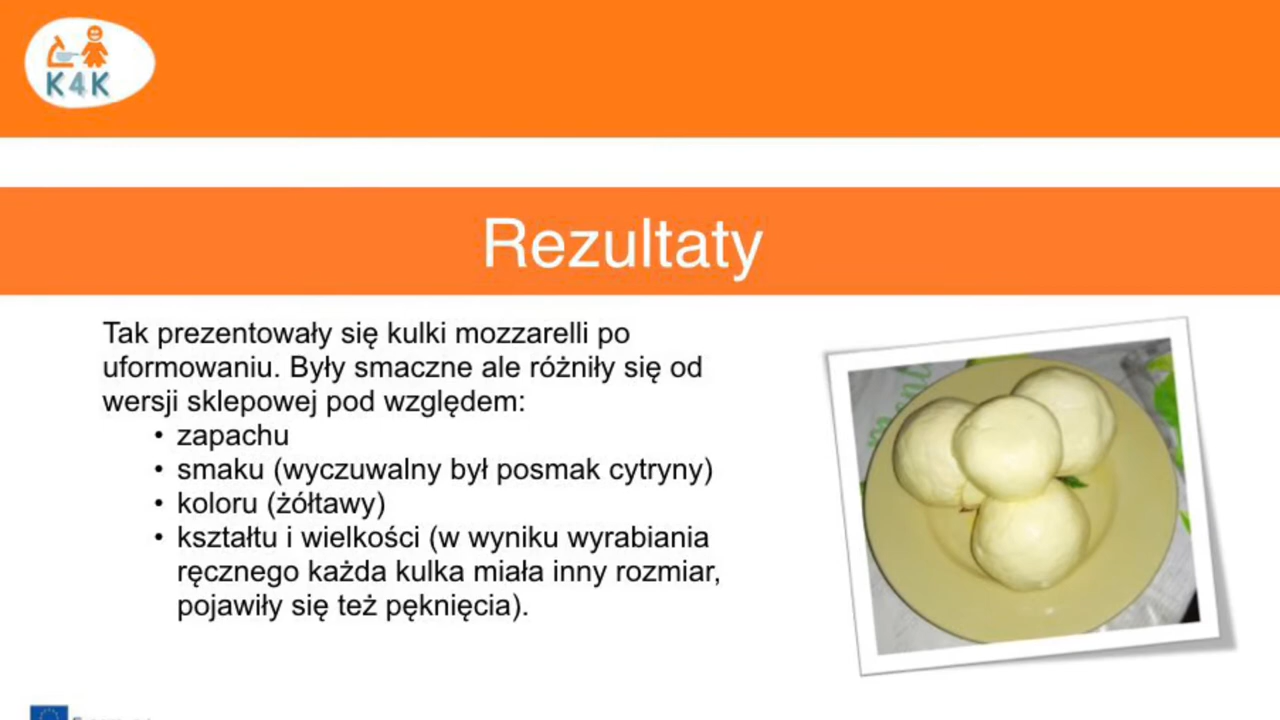 K4K
Rezultaty
Tak prezentowały się kulki mozzarelli po
uformowaniu. Były smaczne ale różniły się od
wersji sklepowej pod względem:
• zapachu
• smaku (wyczuwalny był posmak cytryny)
• koloru (żółtawy)
• kształtu i wielkości (w wyniku wyrabiania
ręcznego każda kulka miała inny rozmiar,
pojawiły się też pęknięcia).